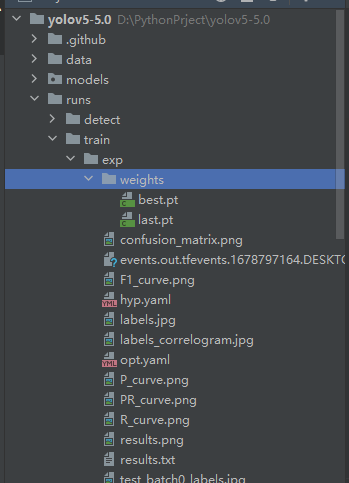 yolov5-5.0 D:\PythonPrject\yolov5-5.0
.github
data
models
runs
detect
train
exp
weights
best.pt
last.pt
confusion_matrix.png
events.out.tfevents.1678797164.DESKTO
F1_curve.png
hyp.yaml
labels.jpg
labels_correlogram.jpg
opt.yaml
P_curve.png
PR_curve.png
R_curve.png
results.png
results.txt
test_batch0_labels.jpg